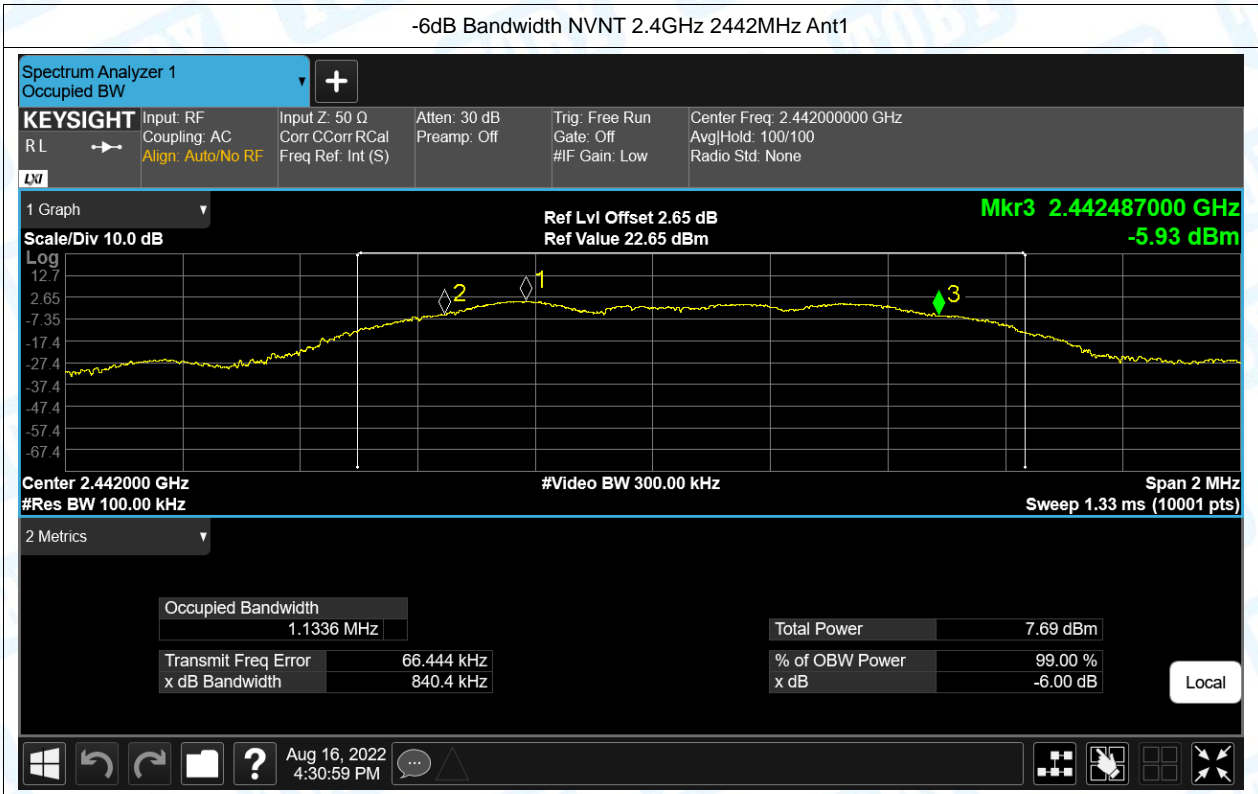 -6dB Bandwidth NVNT 2.4GHz 2442MHz Ant1
Spectrum Analyzer 1
Occupied BW
KEYSIGHT
R L
LXI
Input: RF
Coupling: AC
Align: Auto/No RF
Input Z: 50 Ω
Corr CCorr RCal
Freq Ref: Int (S)
Atten: 30 dB
Preamp: Off
Trig: Free Run
Gate: Off
#IF Gain: Low
Center Freq: 2.442000000 GHz
Avg|Hold: 100/100
Radio Std: None
1 Graph
Scale/Div 10.0 dB
Ref Lvl Offset 2.65 dB
Ref Value 22.65 dBm
Mkr3 2.442487000 GHz
-5.93 dBm
Log
12.7
2.65
-7.35
-17.4
-27.4
-37.4
-47.4
-57.4
-67.4
2
1
3
Center 2.442000 GHz
#Res BW 100.00 kHz
#Video BW 300.00 kHz
Span 2 MHz
Sweep 1.33 ms (10001 pts)
2 Metrics
Occupied Bandwidth
1.1336 MHz
Transmit Freq Error 66.444 kHz
x dB Bandwidth 840.4 kHz
Total Power 7.69 dBm
% of OBW Power 99.00 %
x dB -6.00 dB
Local
Aug 16, 2022
4:30:59 PM